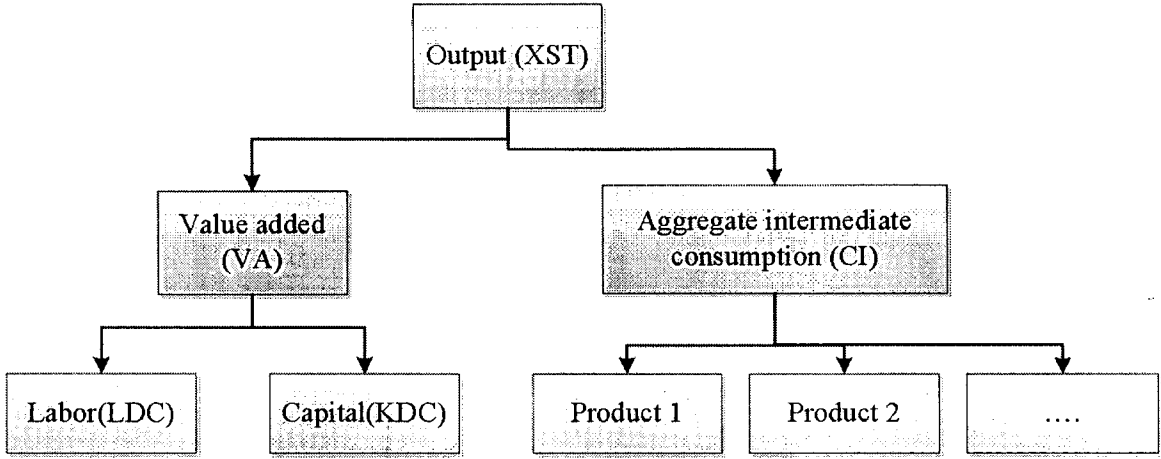 Output (XST)
Value added
(VA)
Aggregate intermediate
consumption (CI)
Labor(LDC)
Capital(KDC)
Product 1
Product 2
....